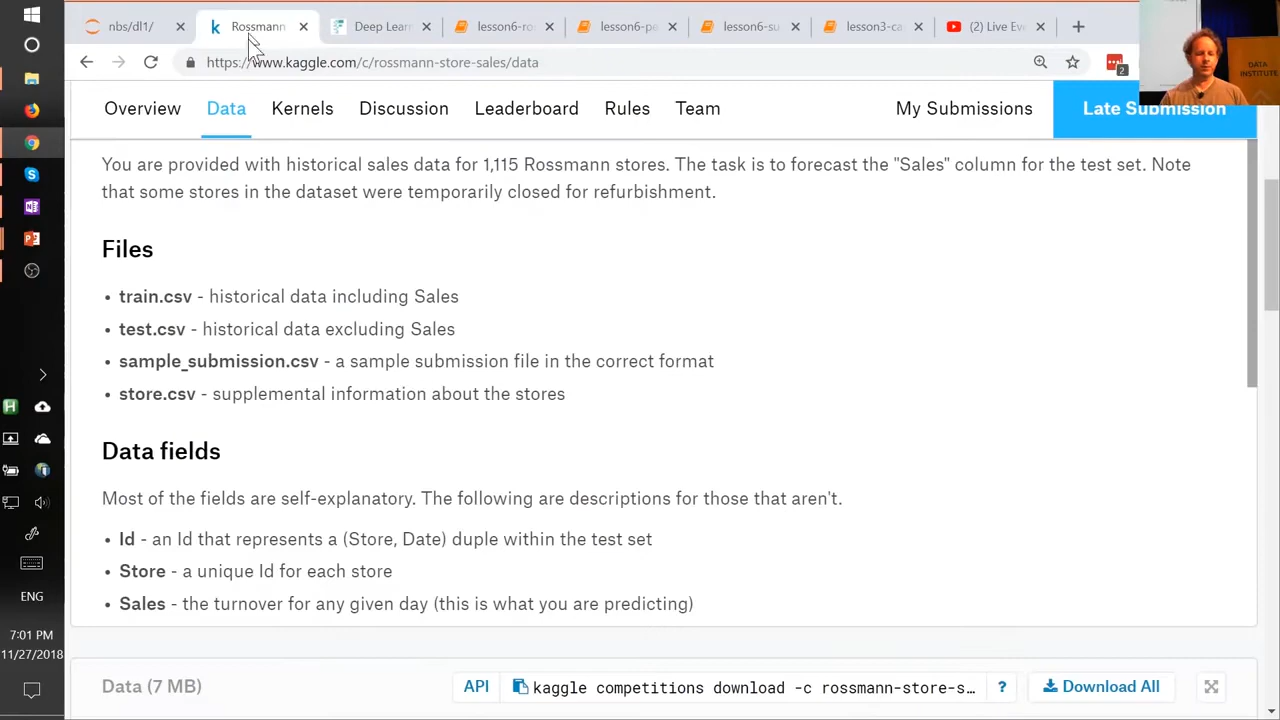 nbs/dl1/
Rossmann
Deep Learn
lesson6-ro
lesson6-pe
lesson6-su
lesson3-ca
(2) Live Eve
https://www.kaggle.com/c/rossmann-store-sales/data
2
DATA
INSTITUTE
Overview
Data
Kernels
Discussion
Leaderboard
Rules
Team
My Submissions
Late Submission
You are provided with historical sales data for 1,115 Rossmann stores. The task is to forecast the "Sales" column for the test set. Note
that some stores in the dataset were temporarily closed for refurbishment.
Files
• train.csv - historical data including Sales
• test.csv - historical data excluding Sales
• sample_submission.csv - a sample submission file in the correct format
• store.csv - supplemental information about the stores
Data fields
Most of the fields are self-explanatory. The following are descriptions for those that aren't.
• Id - an Id that represents a (Store, Date) duple within the test set
• Store - a unique Id for each store
• Sales - the turnover for any given day (this is what you are predicting)
Data (7 MB)
API
kaggle competitions download -c rossmann-store-s…
?
Download All
ENG
7:01 PM
11/27/2018